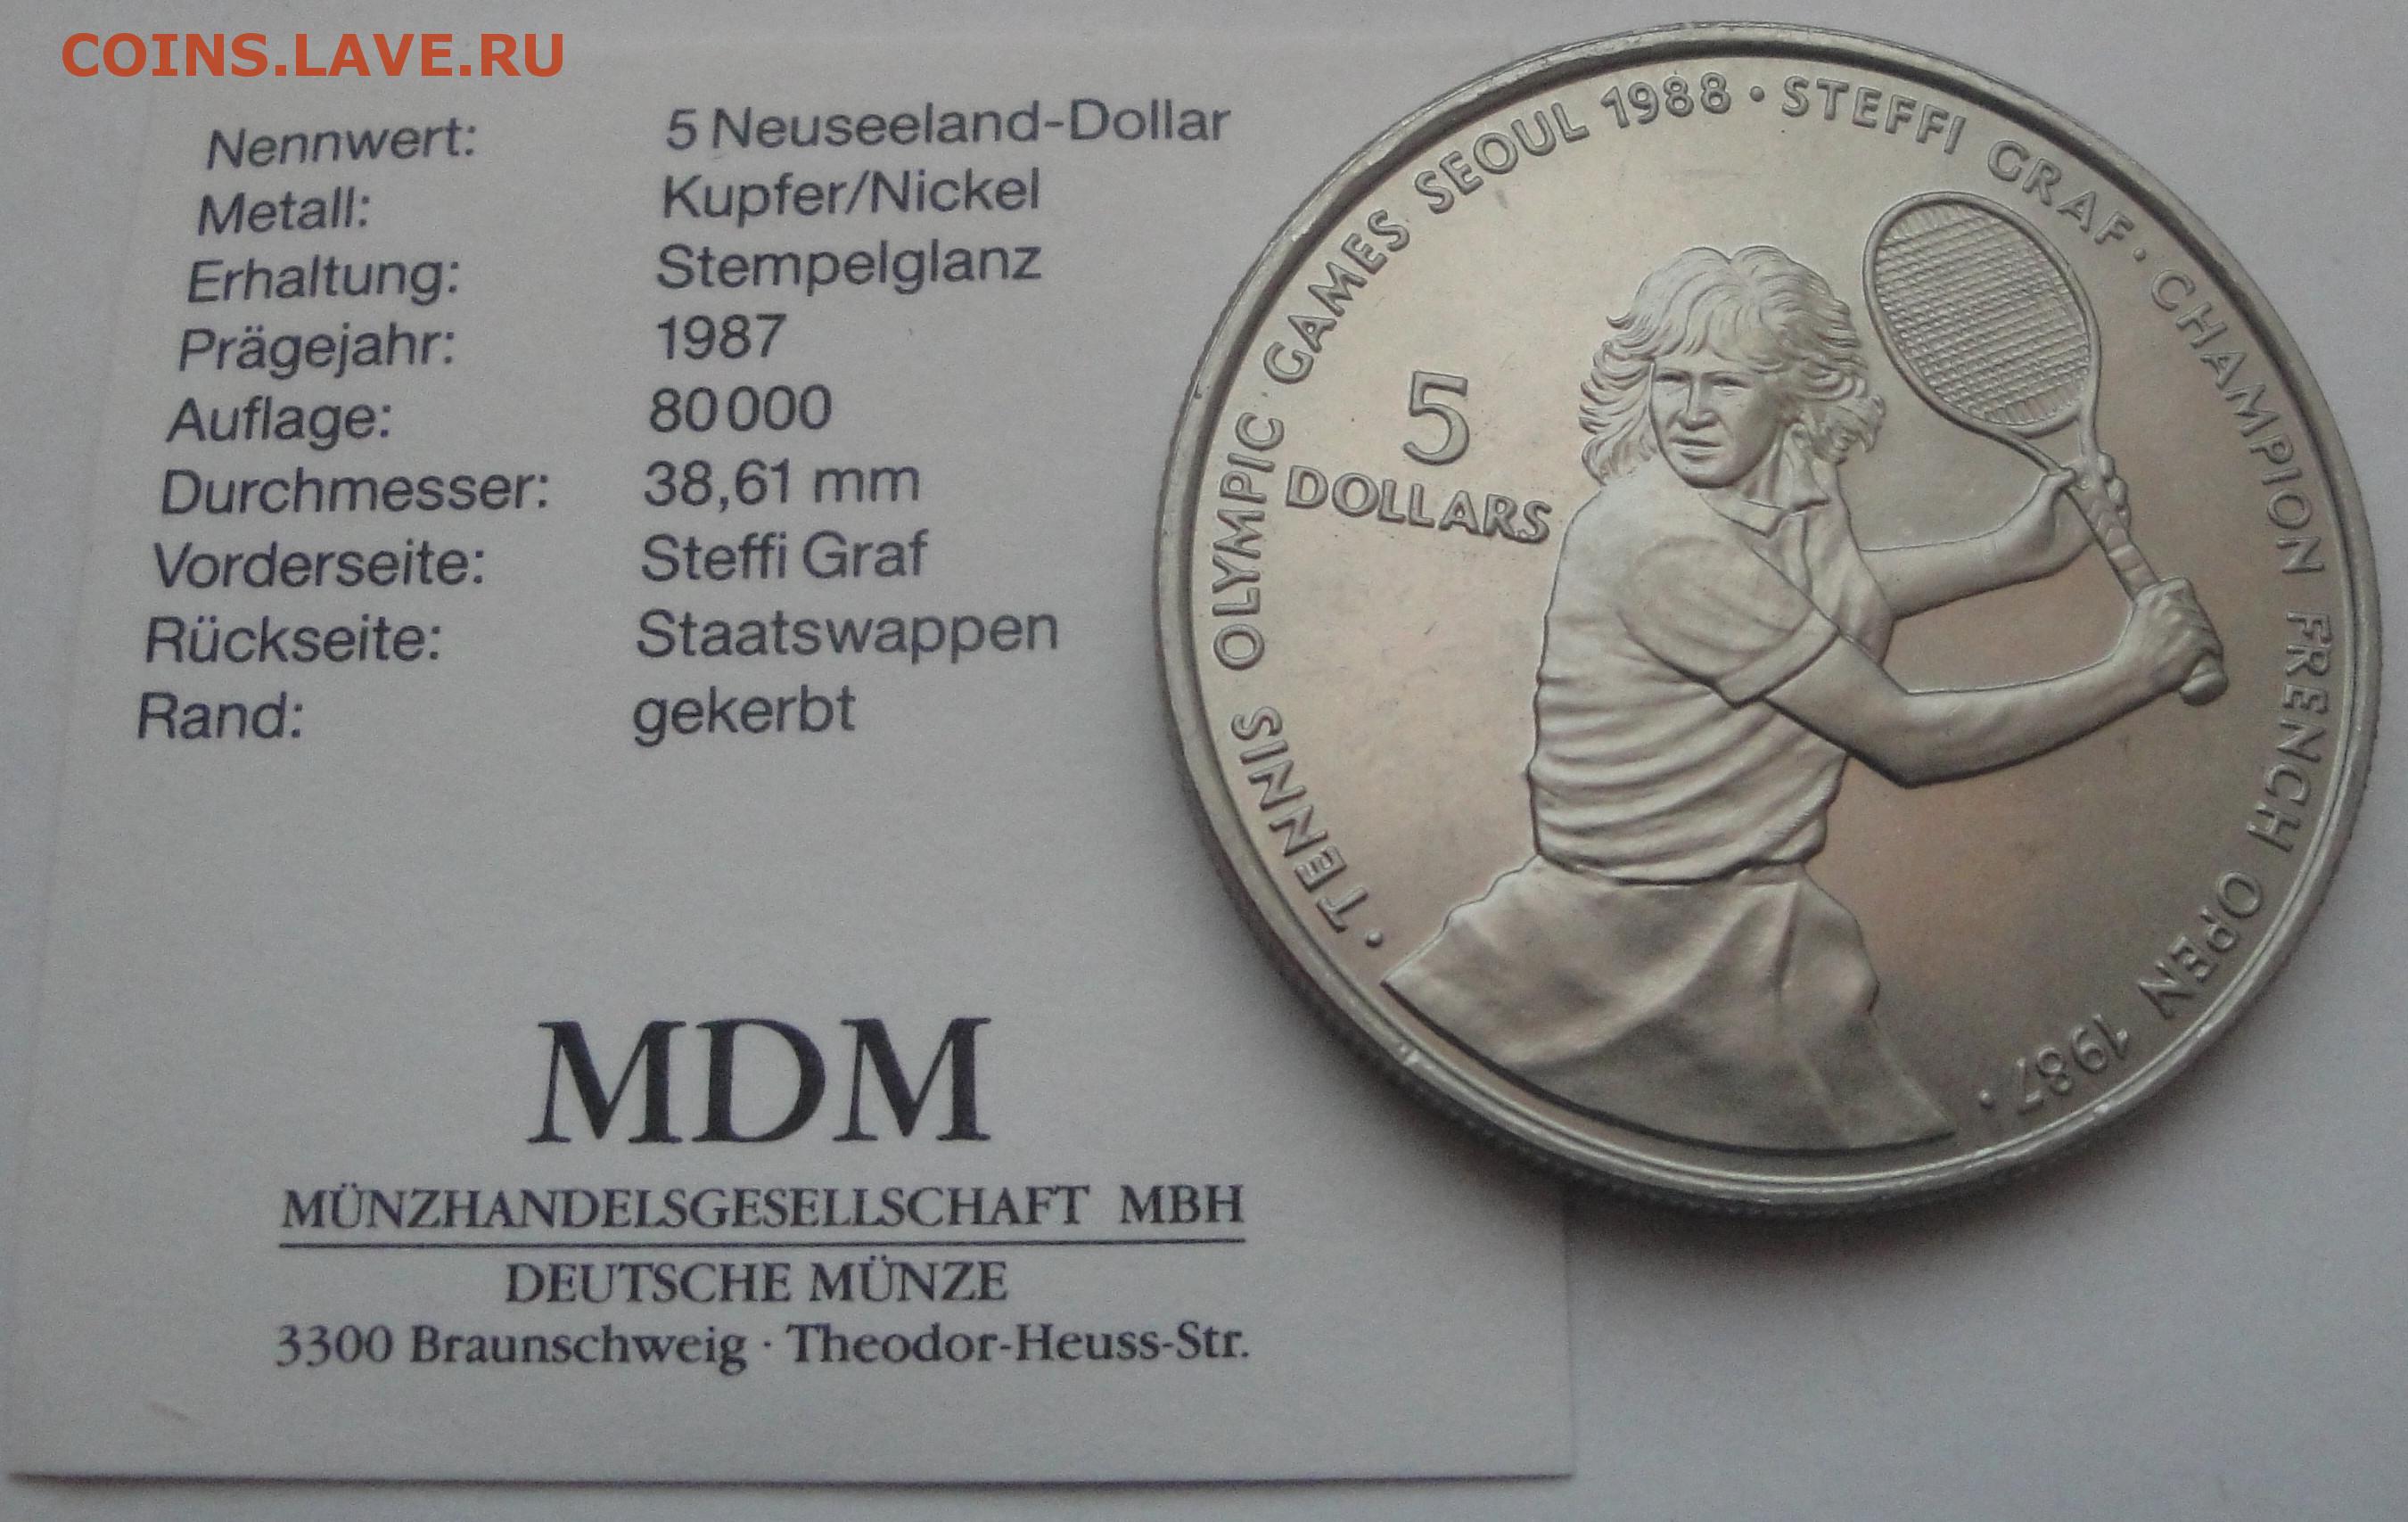 COINS.LAVE.RU
Nennwert: 5 Neuseeland-Dollar
Metall: Kupfer/Nickel
Erhaltung: Stempelglanz
Prägejahr: 1987
Auflage: 80 000
Durchmesser: 38,61 mm
Vorderseite: Steffi Graf
Rückseite: Staatswappen
Rand: gekerbt
MDM
MÜNZHANDELSGESELLSCHAFT MBH
DEUTSCHE MÜNZE
3300 Braunschweig · Theodor-Heuss-Str.
· TENNIS OLYMPIC GAMES SEOUL 1988 · STEFFI GRAF · CHAMPION FRENCH OPEN 1987 ·
5
DOLLARS